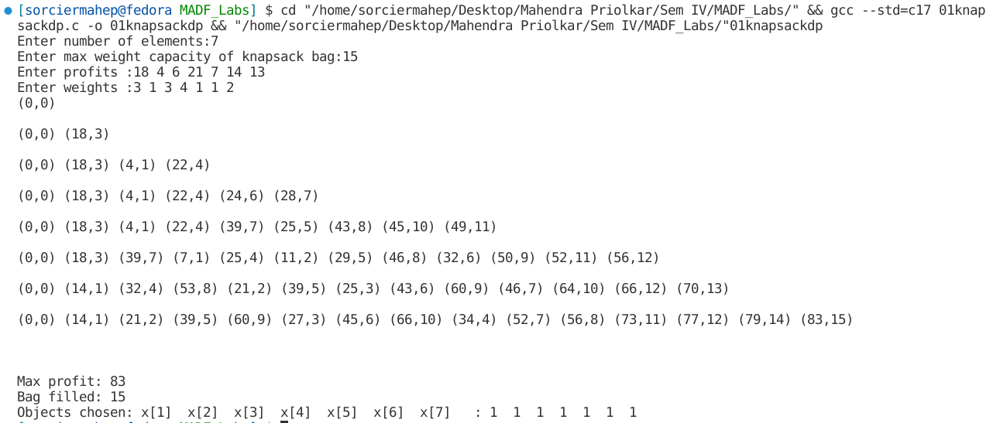 [sorciermahep@fedora MADF_Labs] $ cd "/home/sorciermahep/Desktop/Mahendra Priolkar/Sem IV/MADF_Labs/" && gcc --std=c17 01knap
sackdp.c -o 01knapsackdp && "/home/sorciermahep/Desktop/Mahendra Priolkar/Sem IV/MADF_Labs/"01knapsackdp
Enter number of elements:7
Enter max weight capacity of knapsack bag:15
Enter profits :18 4 6 21 7 14 13
Enter weights :3 1 3 4 1 1 2
(0,0)
(0,0) (18,3)
(0,0) (18,3) (4,1) (22,4)
(0,0) (18,3) (4,1) (22,4) (24,6) (28,7)
(0,0) (18,3) (4,1) (22,4) (39,7) (25,5) (43,8) (45,10) (49,11)
(0,0) (18,3) (39,7) (7,1) (25,4) (11,2) (29,5) (46,8) (32,6) (50,9) (52,11) (56,12)
(0,0) (14,1) (32,4) (53,8) (21,2) (39,5) (25,3) (43,6) (60,9) (46,7) (64,10) (66,12) (70,13)
(0,0) (14,1) (21,2) (39,5) (60,9) (27,3) (45,6) (66,10) (34,4) (52,7) (56,8) (73,11) (77,12) (79,14) (83,15)
Max profit: 83
Bag filled: 15
Objects chosen: x[1]  x[2]  x[3]  x[4]  x[5]  x[6]  x[7]   : 1  1  1  1  1  1  1